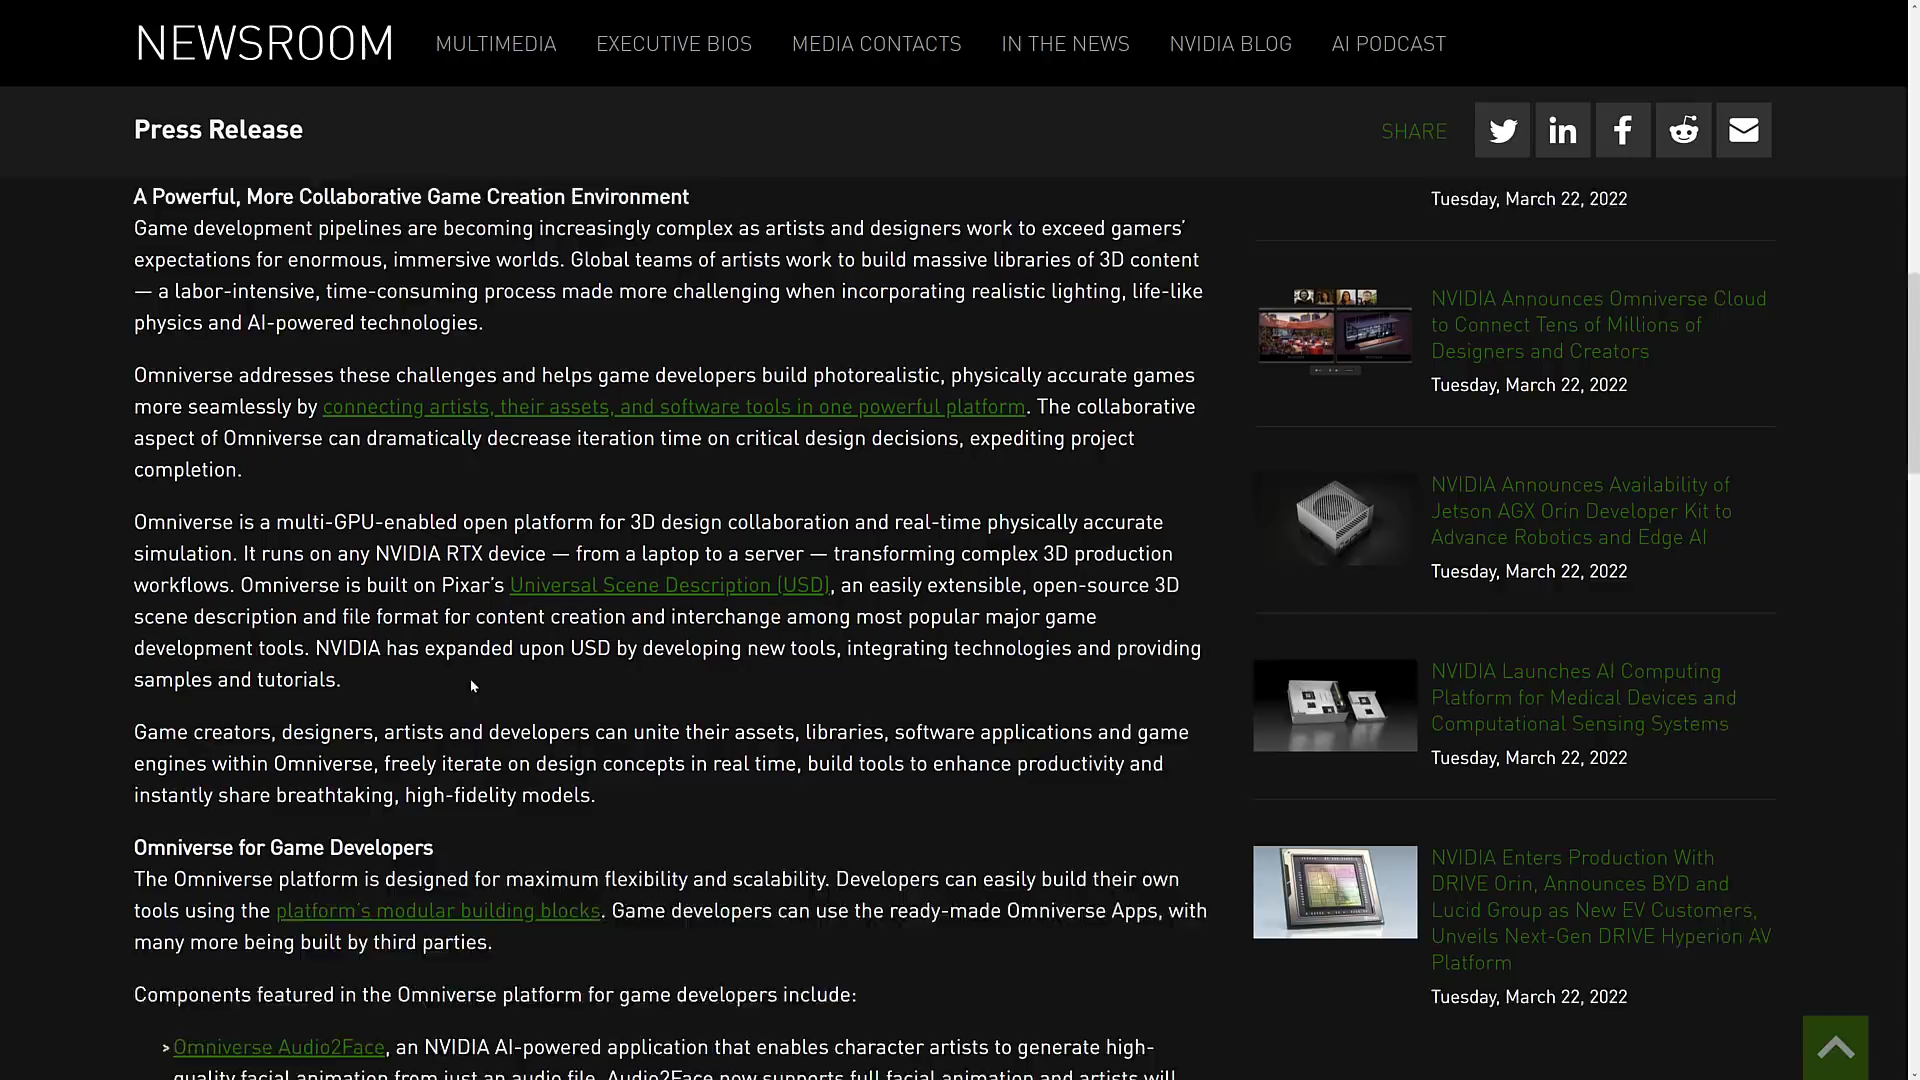 NEWSROOM
MULTIMEDIA
EXECUTIVE BIOS
MEDIA CONTACTS
IN THE NEWS
NVIDIA BLOG
AI PODCAST
Press Release
SHARE
A Powerful, More Collaborative Game Creation Environment
Game development pipelines are becoming increasingly complex as artists and designers work to exceed gamers’
expectations for enormous, immersive worlds. Global teams of artists work to build massive libraries of 3D content
— a labor-intensive, time-consuming process made more challenging when incorporating realistic lighting, life-like
physics and AI-powered technologies.
Omniverse addresses these challenges and helps game developers build photorealistic, physically accurate games
more seamlessly by connecting artists, their assets, and software tools in one powerful platform. The collaborative
aspect of Omniverse can dramatically decrease iteration time on critical design decisions, expediting project
completion.
Omniverse is a multi-GPU-enabled open platform for 3D design collaboration and real-time physically accurate
simulation. It runs on any NVIDIA RTX device — from a laptop to a server — transforming complex 3D production
workflows. Omniverse is built on Pixar’s Universal Scene Description (USD), an easily extensible, open-source 3D
scene description and file format for content creation and interchange among most popular major game
development tools. NVIDIA has expanded upon USD by developing new tools, integrating technologies and providing
samples and tutorials.
Game creators, designers, artists and developers can unite their assets, libraries, software applications and game
engines within Omniverse, freely iterate on design concepts in real time, build tools to enhance productivity and
instantly share breathtaking, high-fidelity models.
Omniverse for Game Developers
The Omniverse platform is designed for maximum flexibility and scalability. Developers can easily build their own
tools using the platform’s modular building blocks. Game developers can use the ready-made Omniverse Apps, with
many more being built by third parties.
Components featured in the Omniverse platform for game developers include:
> Omniverse Audio2Face, an NVIDIA AI-powered application that enables character artists to generate high-
quality facial animation from just an audio file. Audio2Face now supports full facial animation and artists will
Tuesday, March 22, 2022
NVIDIA Announces Omniverse Cloud
to Connect Tens of Millions of
Designers and Creators
Tuesday, March 22, 2022
NVIDIA Announces Availability of
Jetson AGX Orin Developer Kit to
Advance Robotics and Edge AI
Tuesday, March 22, 2022
NVIDIA Launches AI Computing
Platform for Medical Devices and
Computational Sensing Systems
Tuesday, March 22, 2022
NVIDIA Enters Production With
DRIVE Orin, Announces BYD and
Lucid Group as New EV Customers,
Unveils Next-Gen DRIVE Hyperion AV
Platform
Tuesday, March 22, 2022